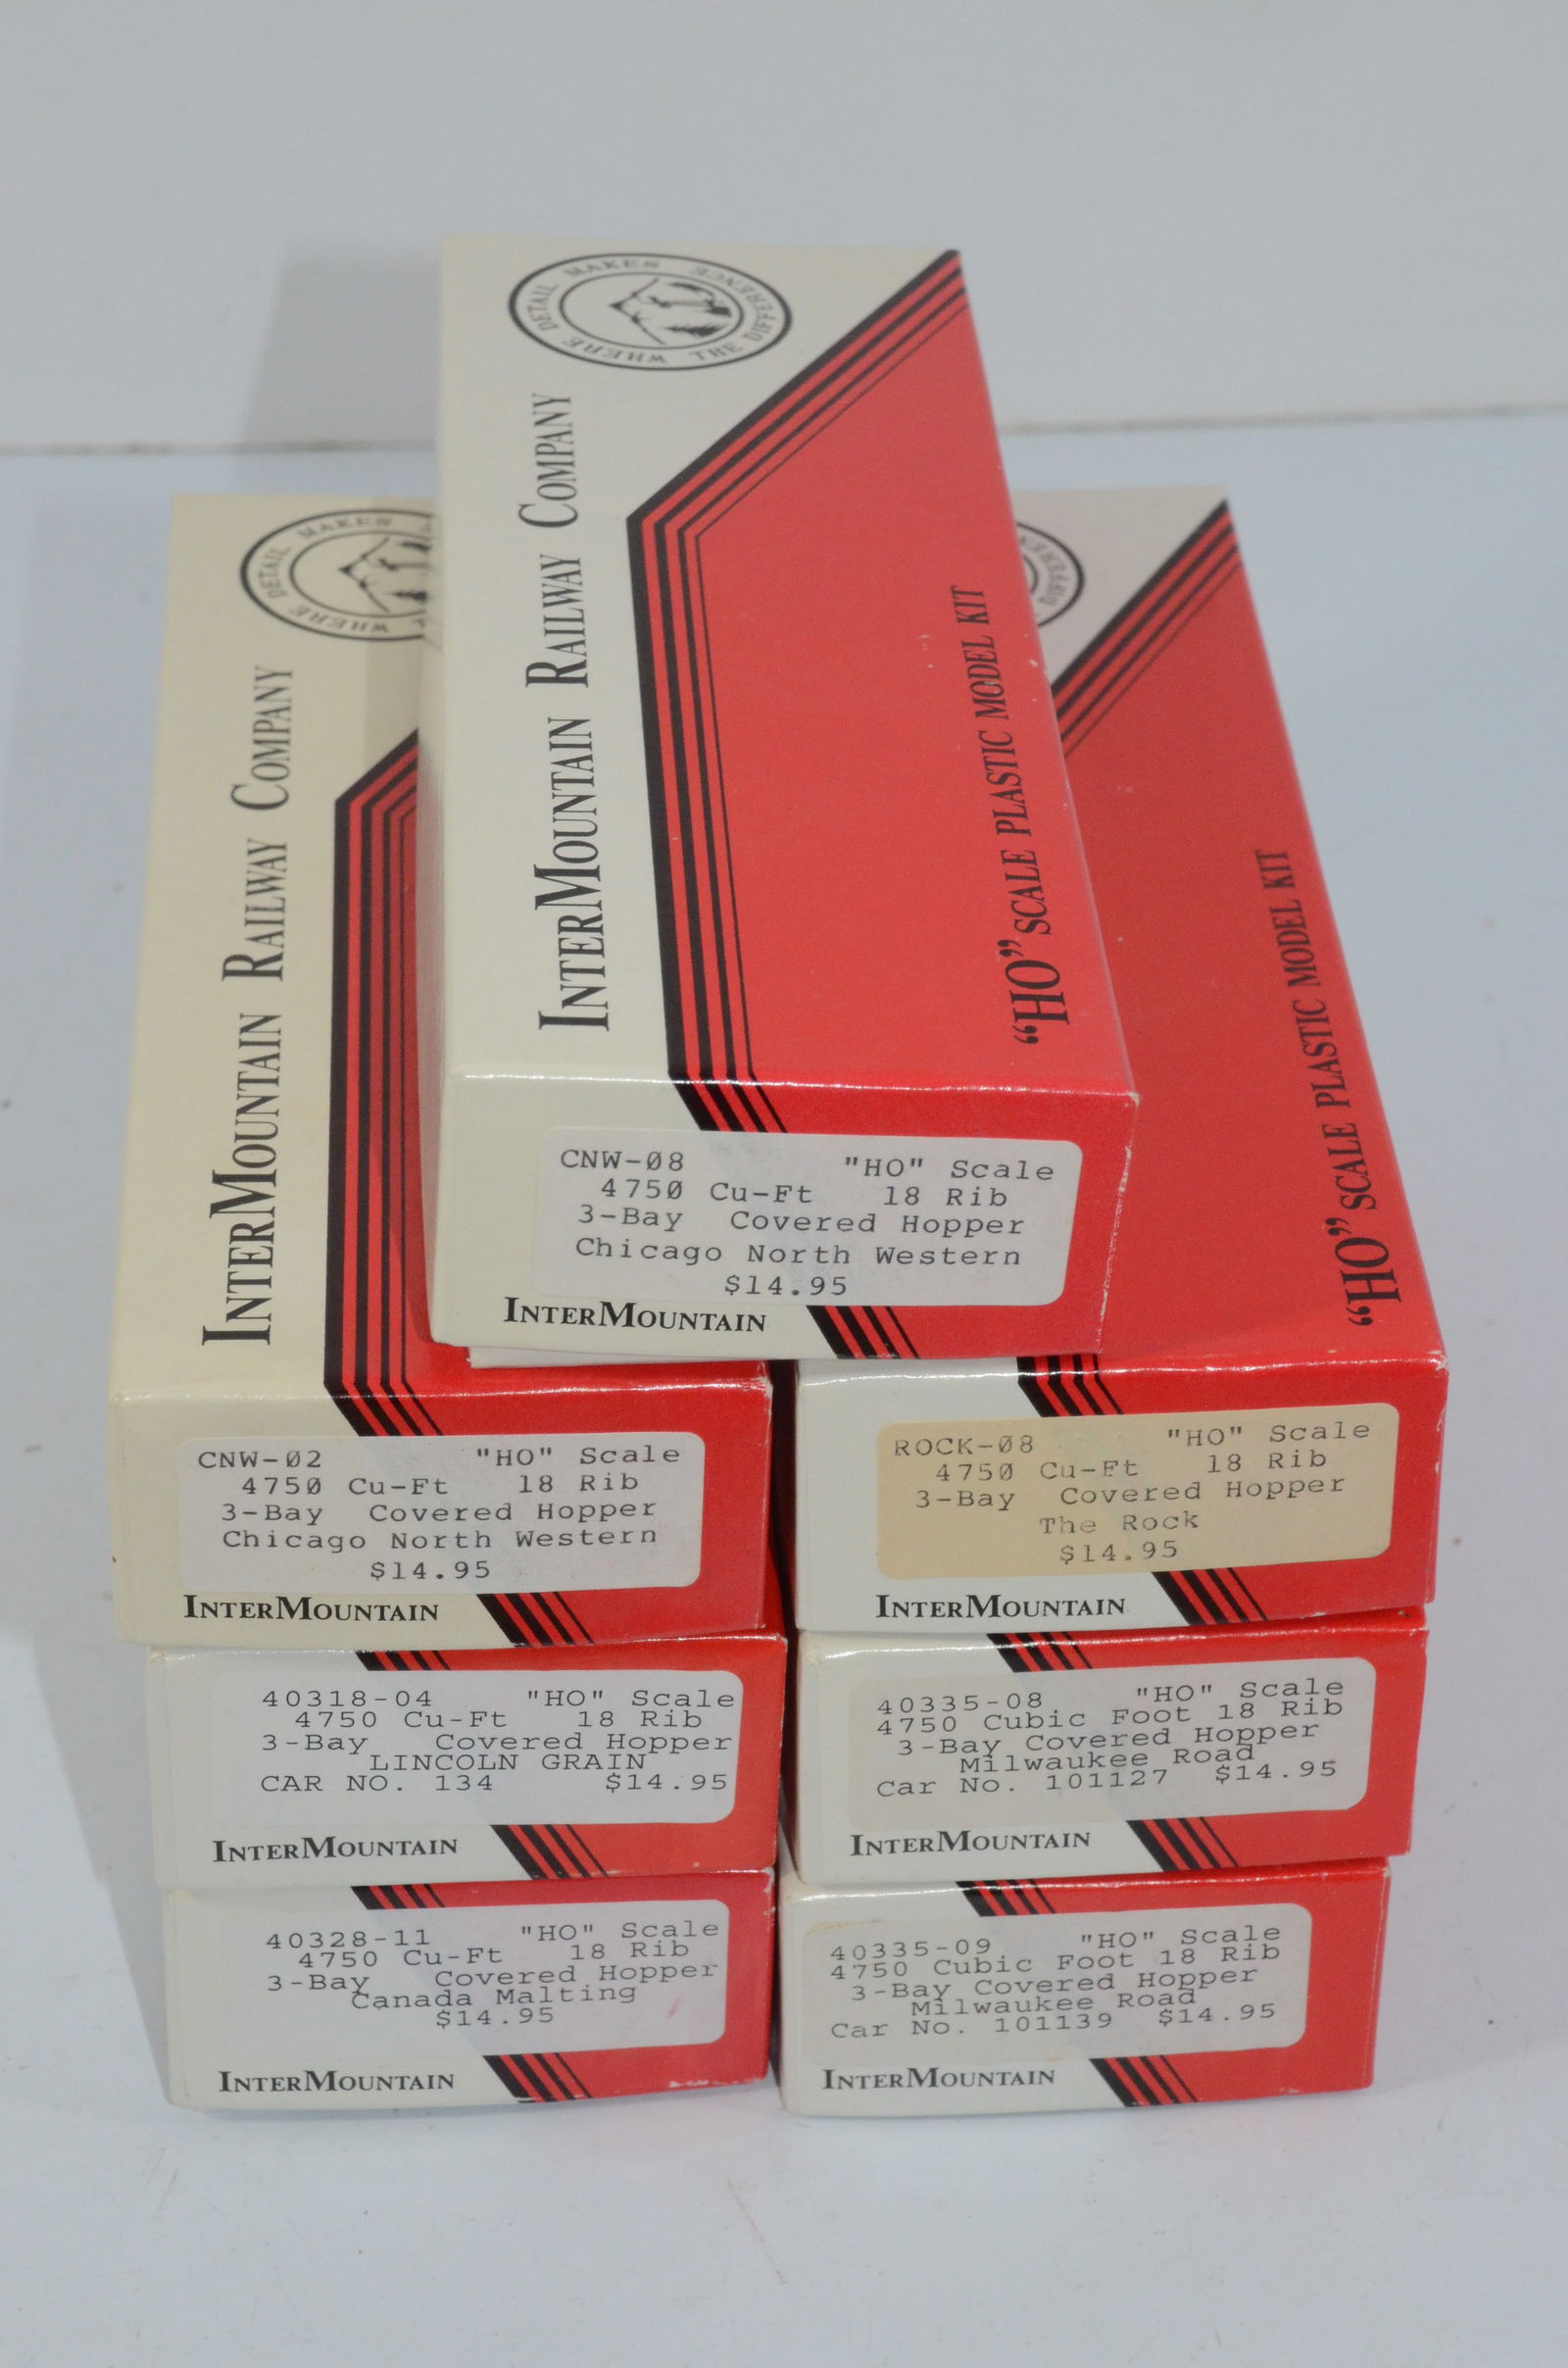 WHERE DETAIL MAKES THE DIFFERENCE
INTERMOUNTAIN RAILWAY COMPANY
"HO" SCALE PLASTIC MODEL KIT
CNW-08 "HO" Scale
4750 Cu-Ft 18 Rib
3-Bay Covered Hopper
Chicago North Western
$14.95
INTERMOUNTAIN
WHERE DETAIL MAKES
INTERMOUNTAIN RAILWAY COMPANY
CNW-02 "HO" Scale
4750 Cu-Ft 18 Rib
3-Bay Covered Hopper
Chicago North Western
$14.95
INTERMOUNTAIN
"HO" SCALE PLASTIC MODEL KIT
ROCK-08 "HO" Scale
4750 Cu-Ft 18 Rib
3-Bay Covered Hopper
The Rock
$14.95
INTERMOUNTAIN
40318-04 "HO" Scale
4750 Cu-Ft 18 Rib
3-Bay Covered Hopper
LINCOLN GRAIN
CAR NO. 134 $14.95
INTERMOUNTAIN
40335-08 "HO" Scale
4750 Cubic Foot 18 Rib
3-Bay Covered Hopper
Milwaukee Road
Car No. 101127 $14.95
INTERMOUNTAIN
40328-11 "HO" Scale
4750 Cu-Ft 18 Rib
3-Bay Covered Hopper
Canada Malting
$14.95
INTERMOUNTAIN
40335-09 "HO" Scale
4750 Cubic Foot 18 Rib
3-Bay Covered Hopper
Milwaukee Road
Car No. 101139 $14.95
INTERMOUNTAIN